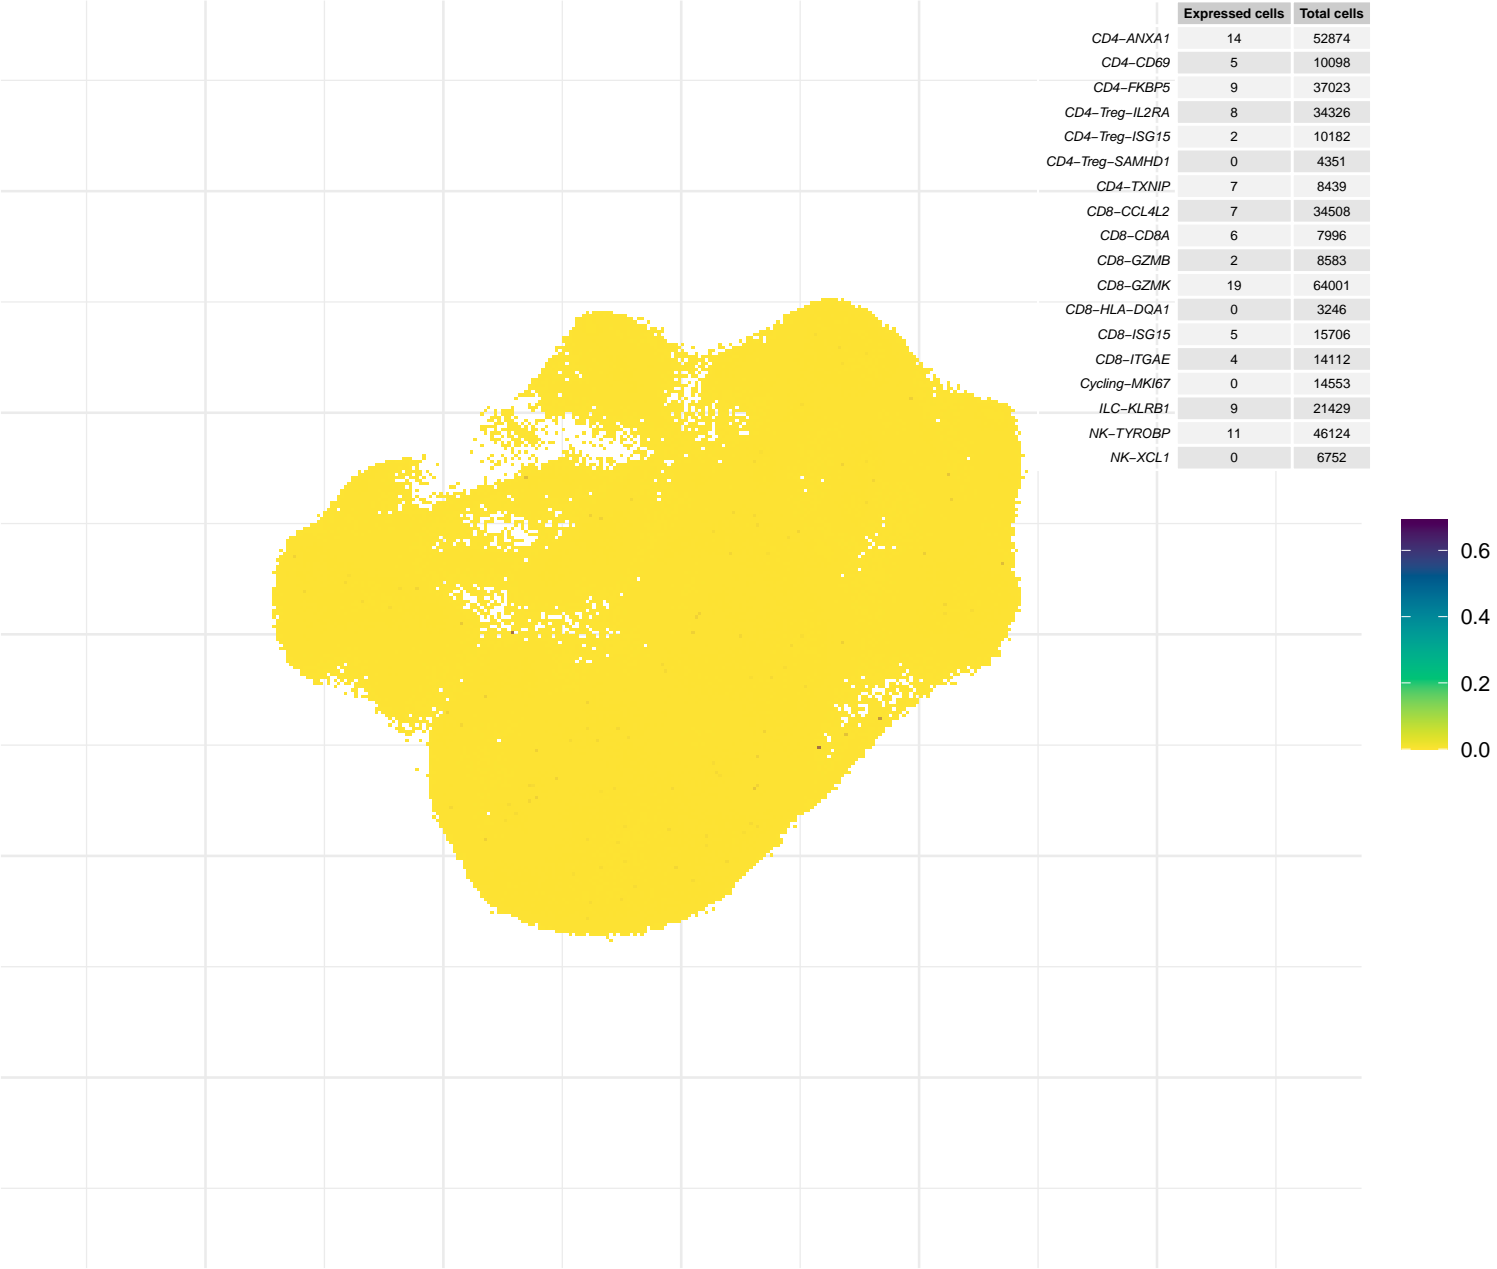 Expressed cells Total cells
CD4−ANXA1 14 52874
CD4−CD69 5 10098
CD4−FKBP5 9 37023
CD4−Treg−IL2RA 8 34326
CD4−Treg−ISG15 2 10182
CD4−Treg−SAMHD1 0 4351
CD4−TXNIP 7 8439
CD8−CCL4L2 7 34508
CD8−CD8A 6 7996
CD8−GZMB 2 8583
CD8−GZMK 19 64001
CD8−HLA−DQA1 0 3246
CD8−ISG15 5 15706
CD8−ITGAE 4 14112
Cycling−MKI67 0 14553
ILC−KLRB1 9 21429
NK−TYROBP 11 46124
NK−XCL1 0 6752
0.6
0.4
0.2
0.0